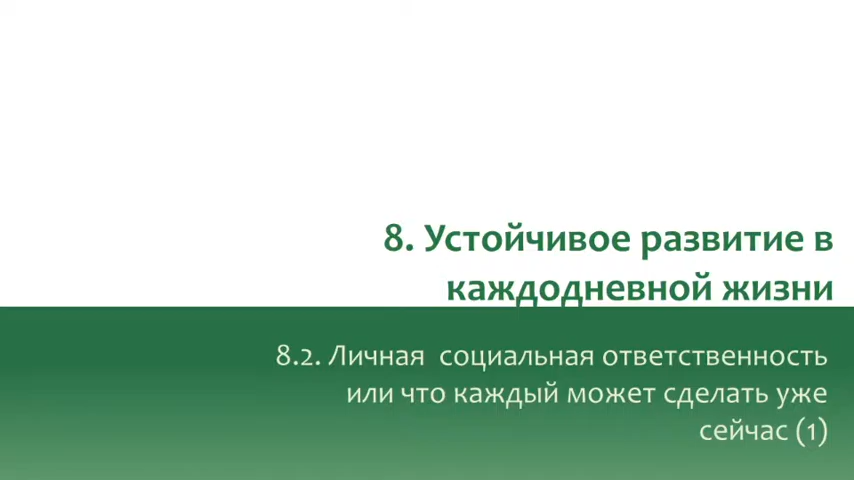 8. Устойчивое развитие в
каждодневной жизни
8.2. Личная социальная ответственность
или что каждый может сделать уже
сейчас (1)